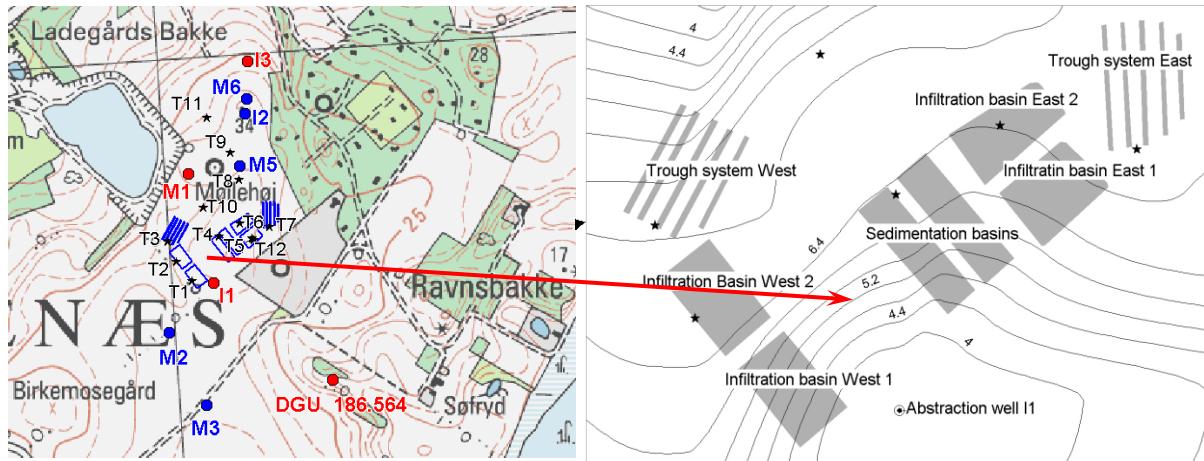 Ladegårds Bakke
I3
28
M6
T11
I2
34
m
T9
M5
T8
M1
Møllehøj
T10
25
T6
T7
T3
T4
T5
T12
17
T2
T1
I1
Ravnsbakke
N Æ S
M2
Birkemosegård
DGU 186.564
Søfryd
M3
4
4.4
Trough system East
Infiltration basin East 2
Trough system West
Infiltratin basin East 1
6.4
Sedimentation basins
Infiltration Basin West 2
5.2
4.4
4
Infiltration basin West 1
Abstraction well I1